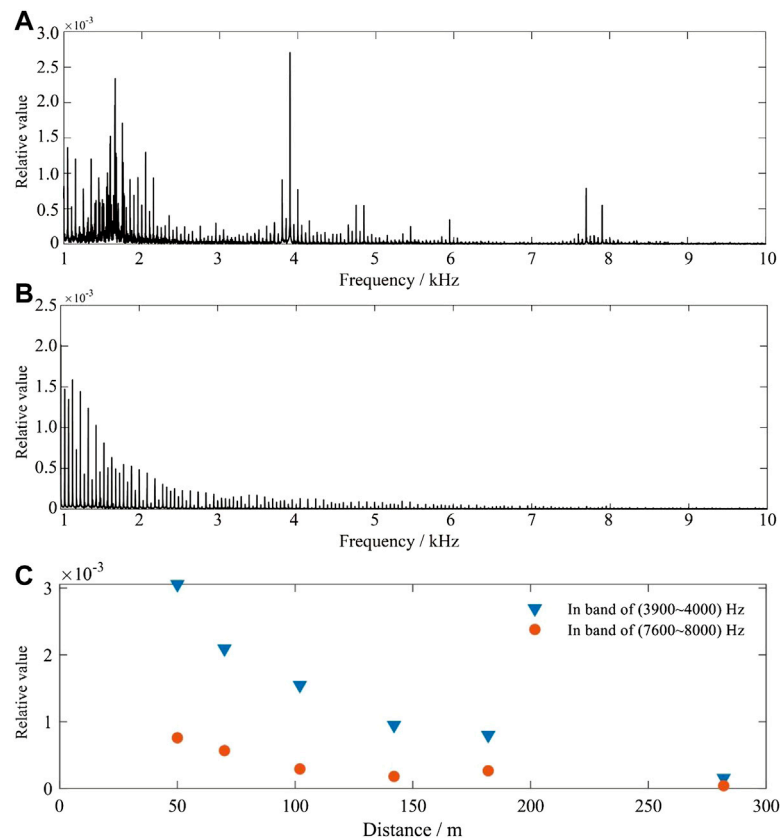 A
×10⁻³
3.0
2.5
2.0
1.5
1.0
0.5
0
Relative value
1 2 3 4 5 6 7 8 9 10
Frequency / kHz
B
×10⁻³
2.5
2.0
1.5
1.0
0.5
0
Relative value
1 2 3 4 5 6 7 8 9 10
Frequency / kHz
C
×10⁻³
3
2
1
0
Relative value
In band of (3900~4000) Hz
In band of (7600~8000) Hz
0 50 100 150 200 250 300
Distance / m